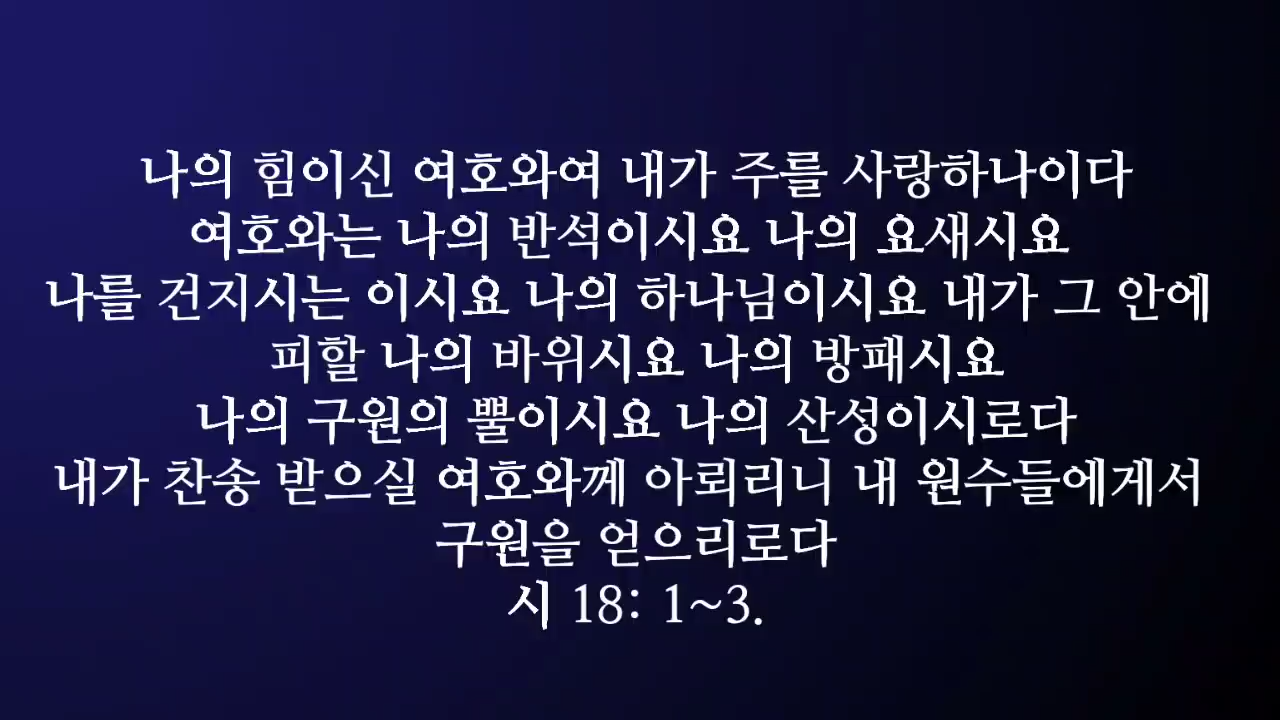 나의 힘이신 여호와여 내가 주를 사랑하나이다
여호와는 나의 반석이시요 나의 요새시요
나를 건지시는 이시요 나의 하나님이시요 내가 그 안에
피할 나의 바위시요 나의 방패시요
나의 구원의 뿔이시요 나의 산성이시로다
내가 찬송 받으실 여호와께 아뢰리니 내 원수들에게서
구원을 얻으리로다
시 18: 1~3.